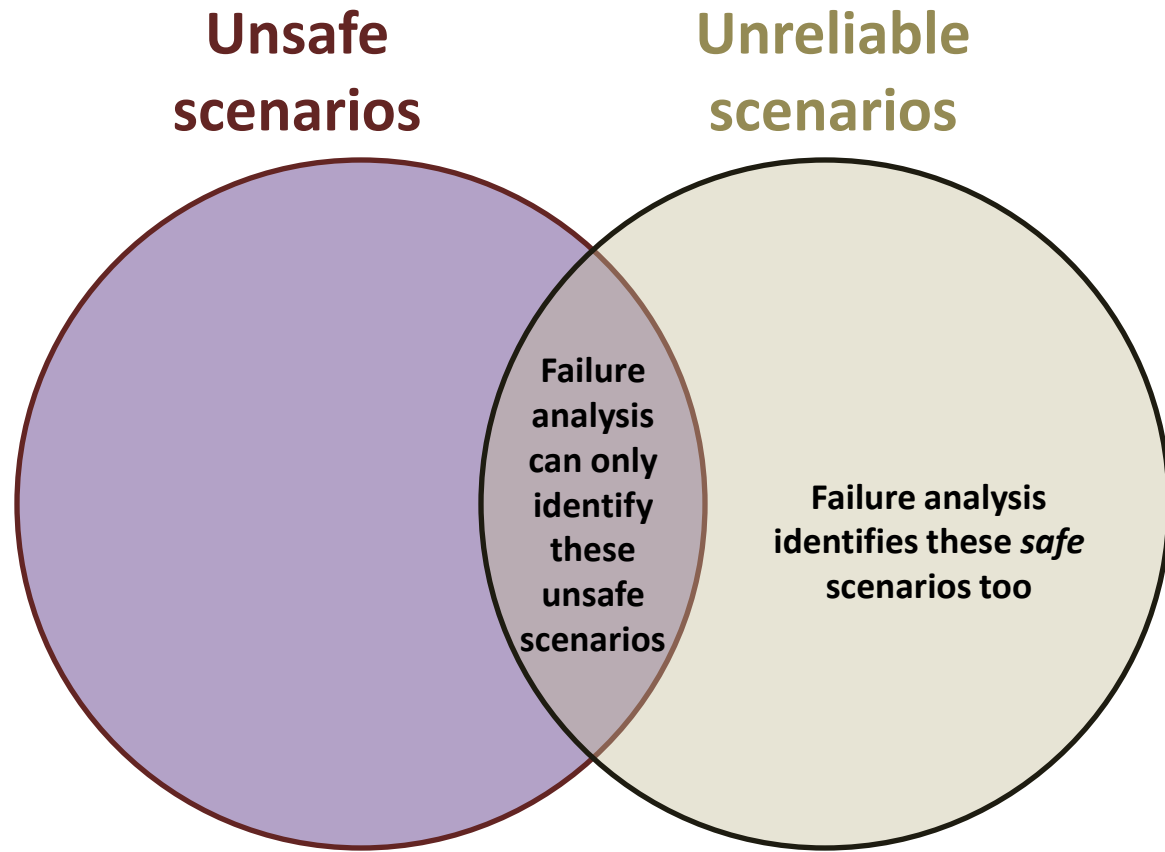 Unsafe
scenarios
Unreliable
scenarios
Failure
analysis
can only
identify
these
unsafe
scenarios
Failure analysis
identifies these safe
scenarios too